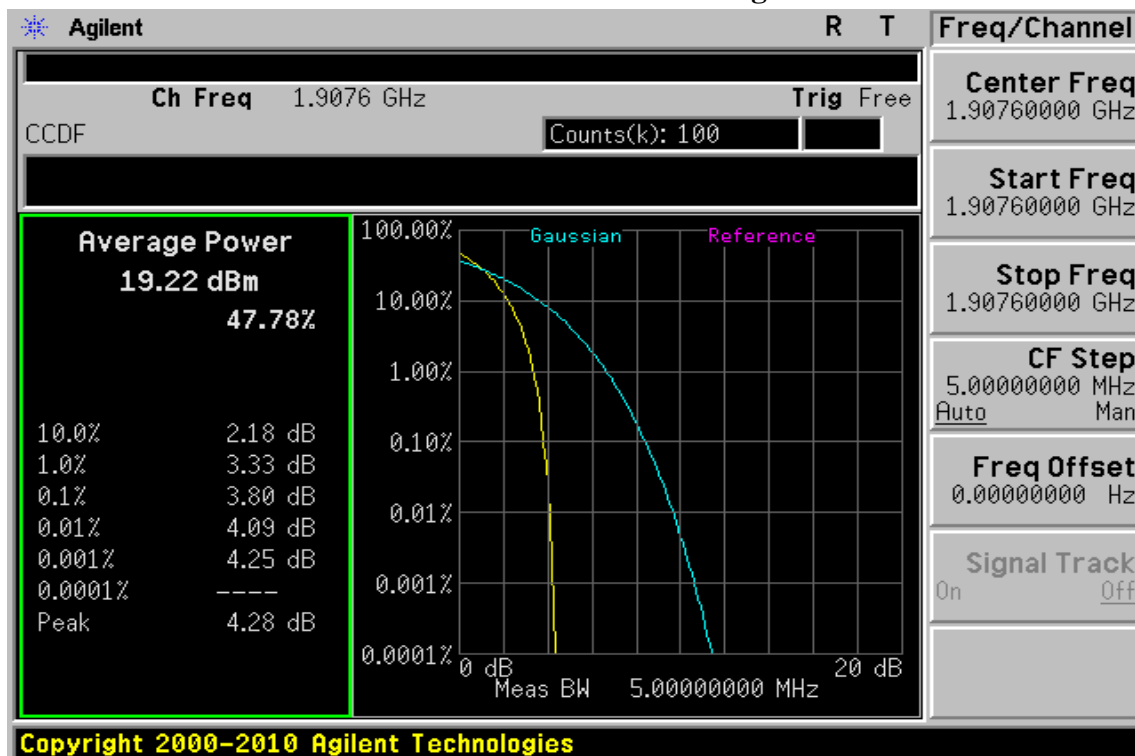 Agilent R T
Ch Freq 1.9076 GHz Trig Free
CCDF Counts(k): 100
Average Power
19.22 dBm
47.78%
10.0% 2.18 dB
1.0% 3.33 dB
0.1% 3.80 dB
0.01% 4.09 dB
0.001% 4.25 dB
0.0001% ----
Peak 4.28 dB
Gaussian Reference
100.00%
10.00%
1.00%
0.10%
0.01%
0.001%
0.0001%
0 dB 20 dB
Meas BW 5.00000000 MHz
Freq/Channel
Center Freq
1.90760000 GHz
Start Freq
1.90760000 GHz
Stop Freq
1.90760000 GHz
CF Step
5.00000000 MHz
Auto Man
Freq Offset
0.00000000 Hz
Signal Track
On Off
Copyright 2000-2010 Agilent Technologies